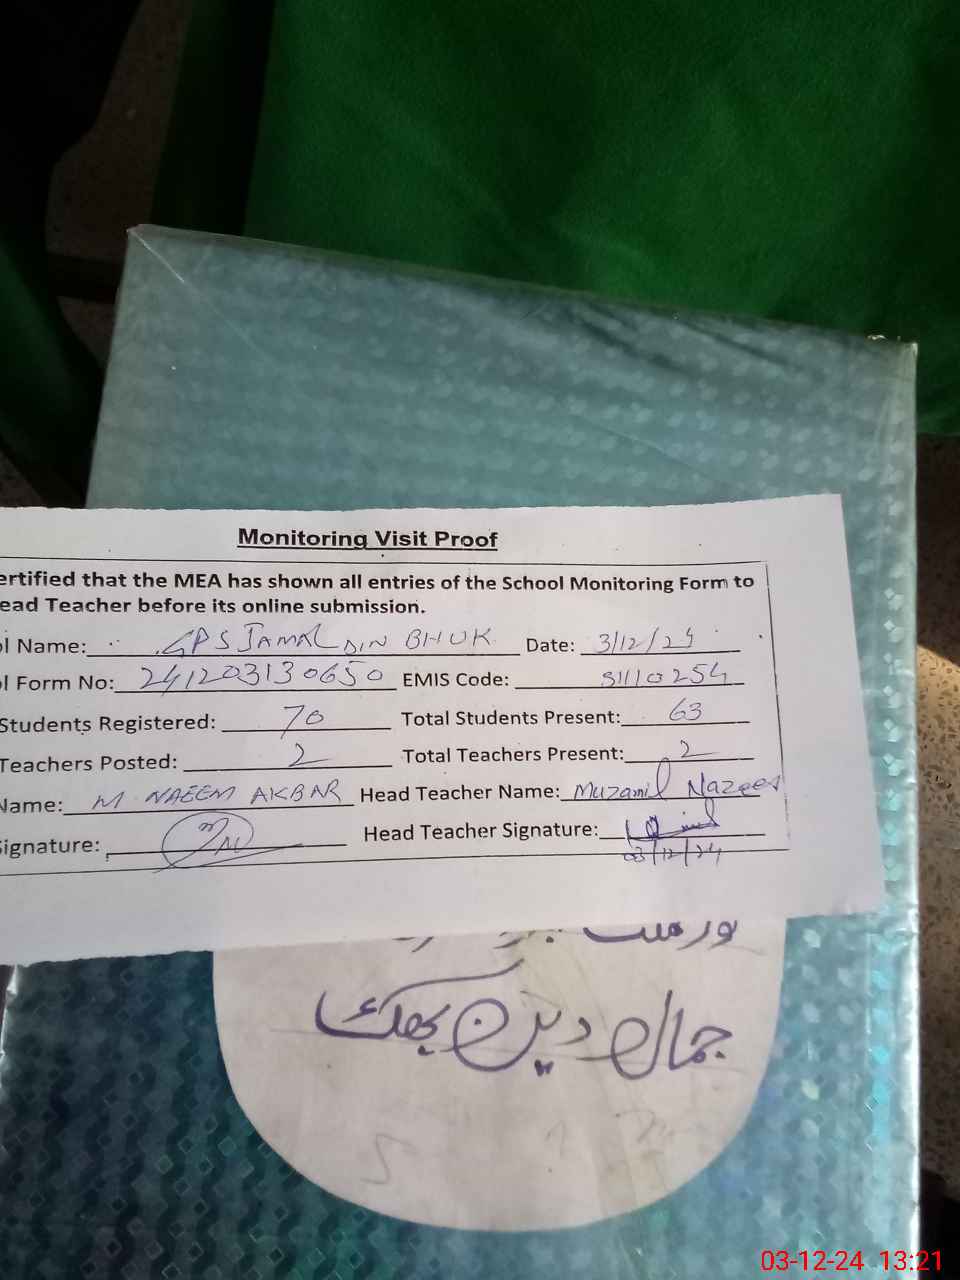 Monitoring Visit Proof
ertified that the MEA has shown all entries of the School Monitoring Form to
ead Teacher before its online submission.
l Name: GPS JAMAL DIN BHUK Date: 3/12/24
l Form No: 241203130650 EMIS Code: 31110254
Students Registered: 70 Total Students Present: 63
Teachers Posted: 2 Total Teachers Present: 2
Name: M NAEEM AKBAR Head Teacher Name: Muzamil Nazeer
Signature: Head Teacher Signature:
03/12/24
جمال دین بھک
03-12-24 13:21